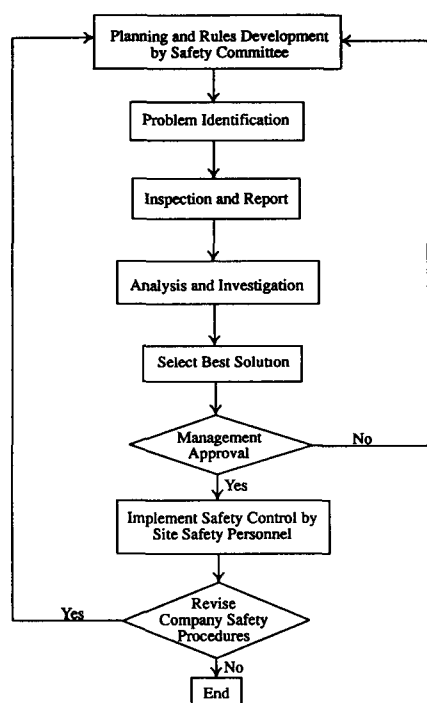 Planning and Rules Development
by Safety Committee
Problem Identification
Inspection and Report
Analysis and Investigation
Select Best Solution
Management
Approval
No
Yes
Implement Safety Control by
Site Safety Personnel
Revise
Company Safety
Procedures
Yes
No
End